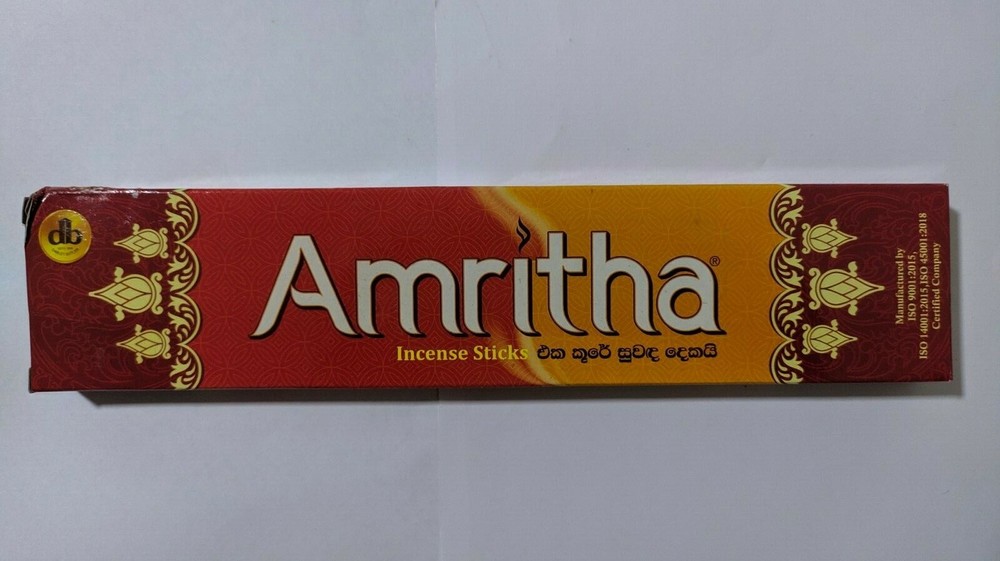 db
Amritha®
Incense Sticks එක කූරේ සුවඳ දෙකයි
Manufactured by
ISO 9001:2015,
ISO 14001:2015,ISO 45001:2018
Certified Company